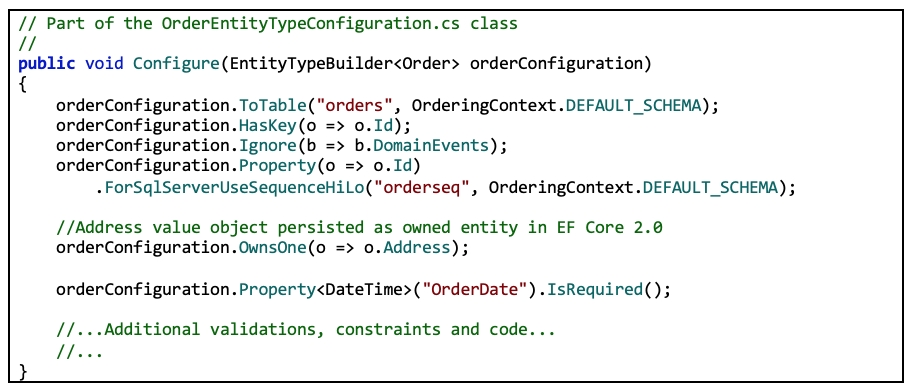 // Part of the OrderEntityTypeConfiguration.cs class
//
public void Configure(EntityTypeBuilder<Order> orderConfiguration)
{
    orderConfiguration.ToTable("orders", OrderingContext.DEFAULT_SCHEMA);
    orderConfiguration.HasKey(o => o.Id);
    orderConfiguration.Ignore(b => b.DomainEvents);
    orderConfiguration.Property(o => o.Id)
        .ForSqlServerUseSequenceHiLo("orderseq", OrderingContext.DEFAULT_SCHEMA);
    //Address value object persisted as owned entity in EF Core 2.0
    orderConfiguration.OwnsOne(o => o.Address);
    orderConfiguration.Property<DateTime>("OrderDate").IsRequired();
    //...Additional validations, constraints and code...
    //...
}